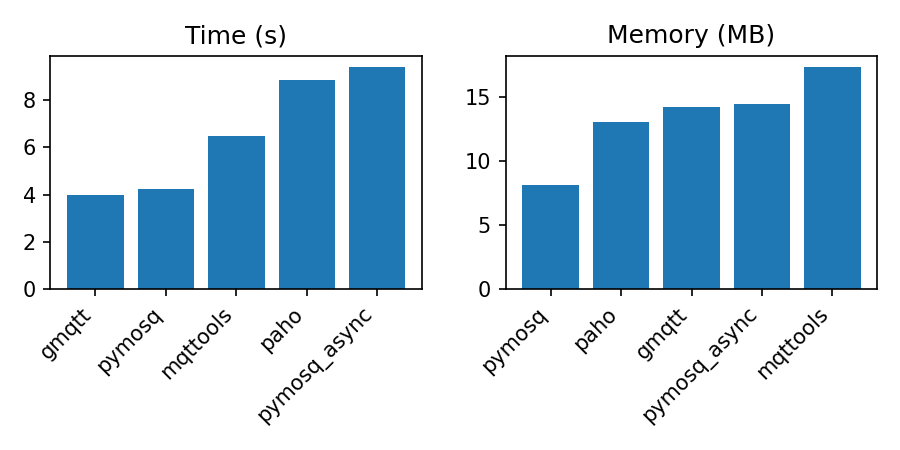 Time (s)
8
6
4
2
0
gmqtt
pymosq
mqttools
paho
pymosq_async
Memory (MB)
15
10
5
0
pymosq
paho
gmqtt
pymosq_async
mqttools